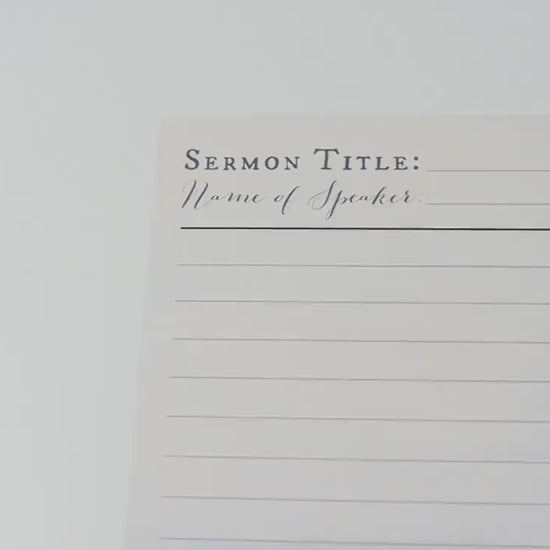 Sermon Title:
Name of Speaker: